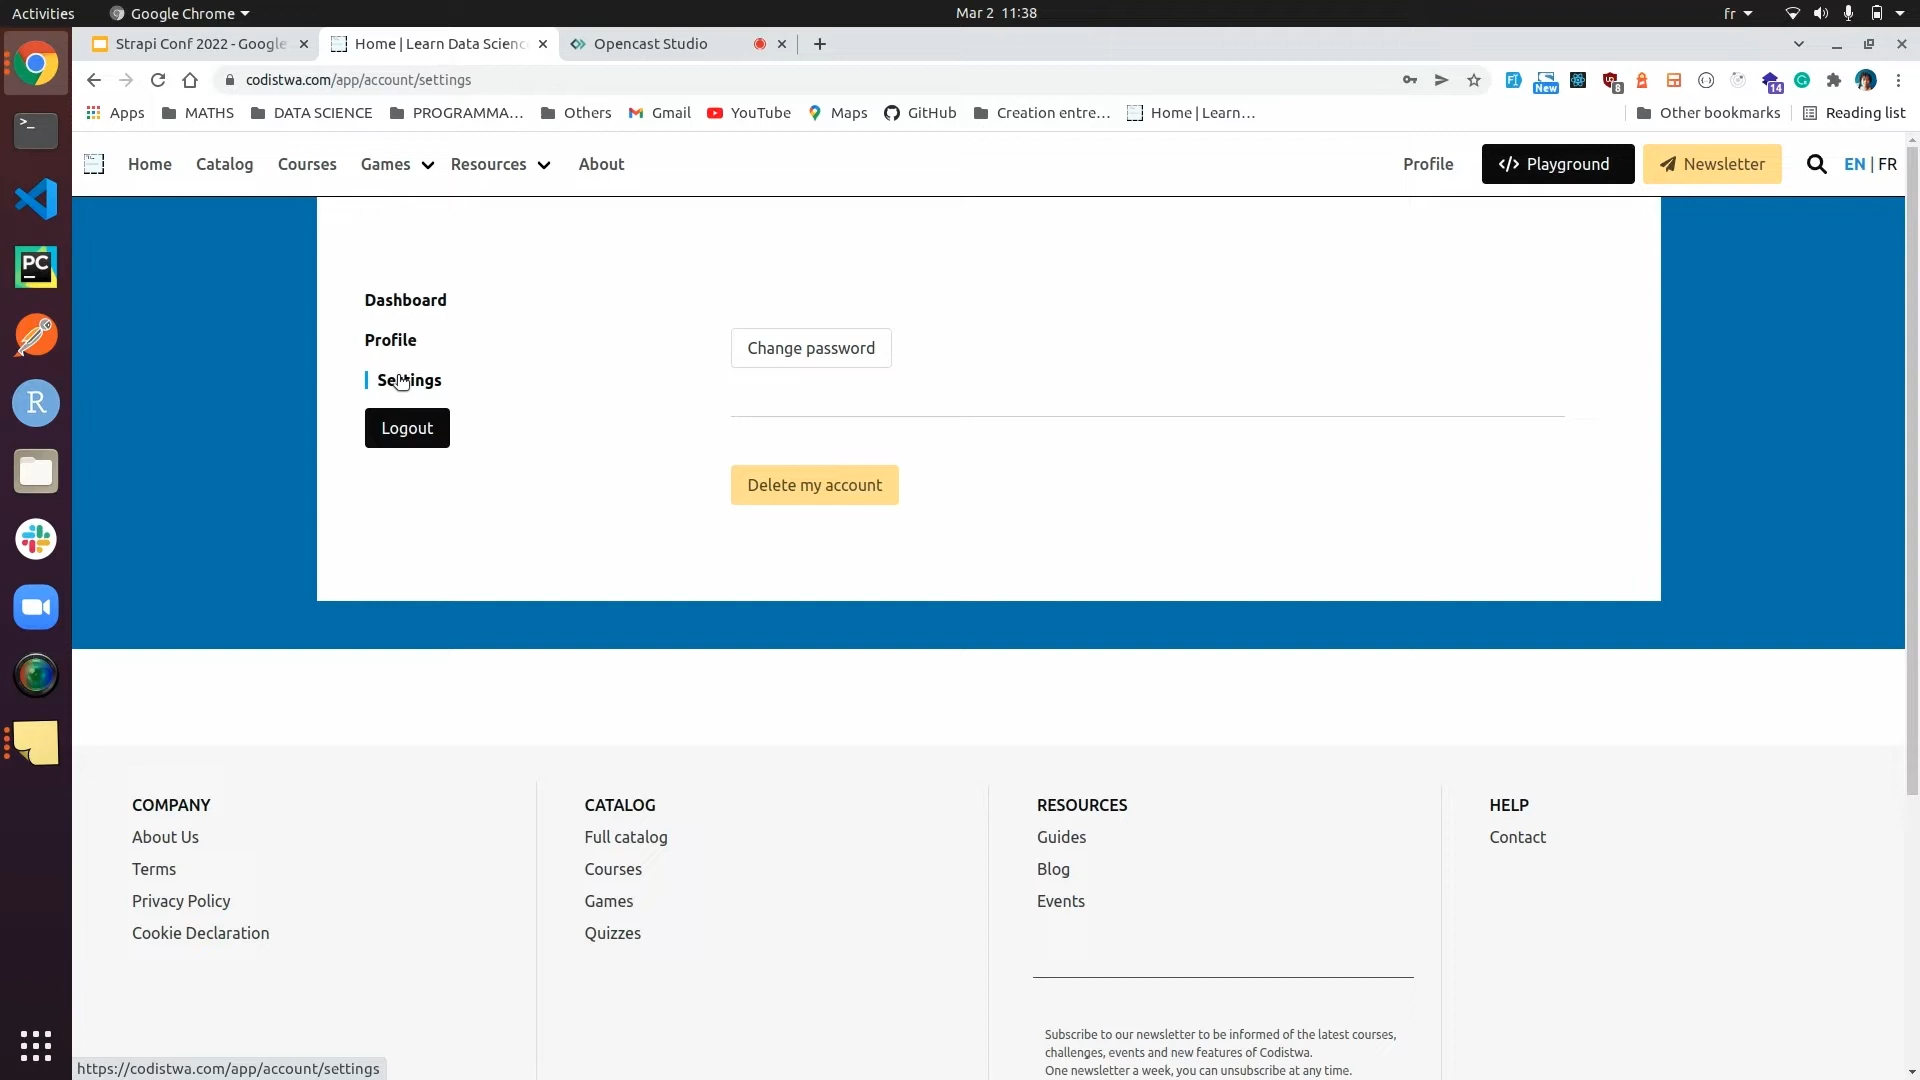 Activities
Google Chrome
Mar 2 11:38
fr
Strapi Conf 2022 - Google
Home | Learn Data Scienc
Opencast Studio
codistwa.com/app/account/settings
New
8
14
Apps
MATHS
DATA SCIENCE
PROGRAMMA...
Others
Gmail
YouTube
Maps
GitHub
Creation entre...
Home | Learn...
Other bookmarks
Reading list
Home
Catalog
Courses
Games
Resources
About
Profile
</> Playground
Newsletter
EN | FR
Dashboard
Profile
Settings
Logout
Change password
Delete my account
COMPANY
About Us
Terms
Privacy Policy
Cookie Declaration
CATALOG
Full catalog
Courses
Games
Quizzes
RESOURCES
Guides
Blog
Events
HELP
Contact
Subscribe to our newsletter to be informed of the latest courses,
challenges, events and new features of Codistwa.
One newsletter a week, you can unsubscribe at any time.
https://codistwa.com/app/account/settings
PC
R